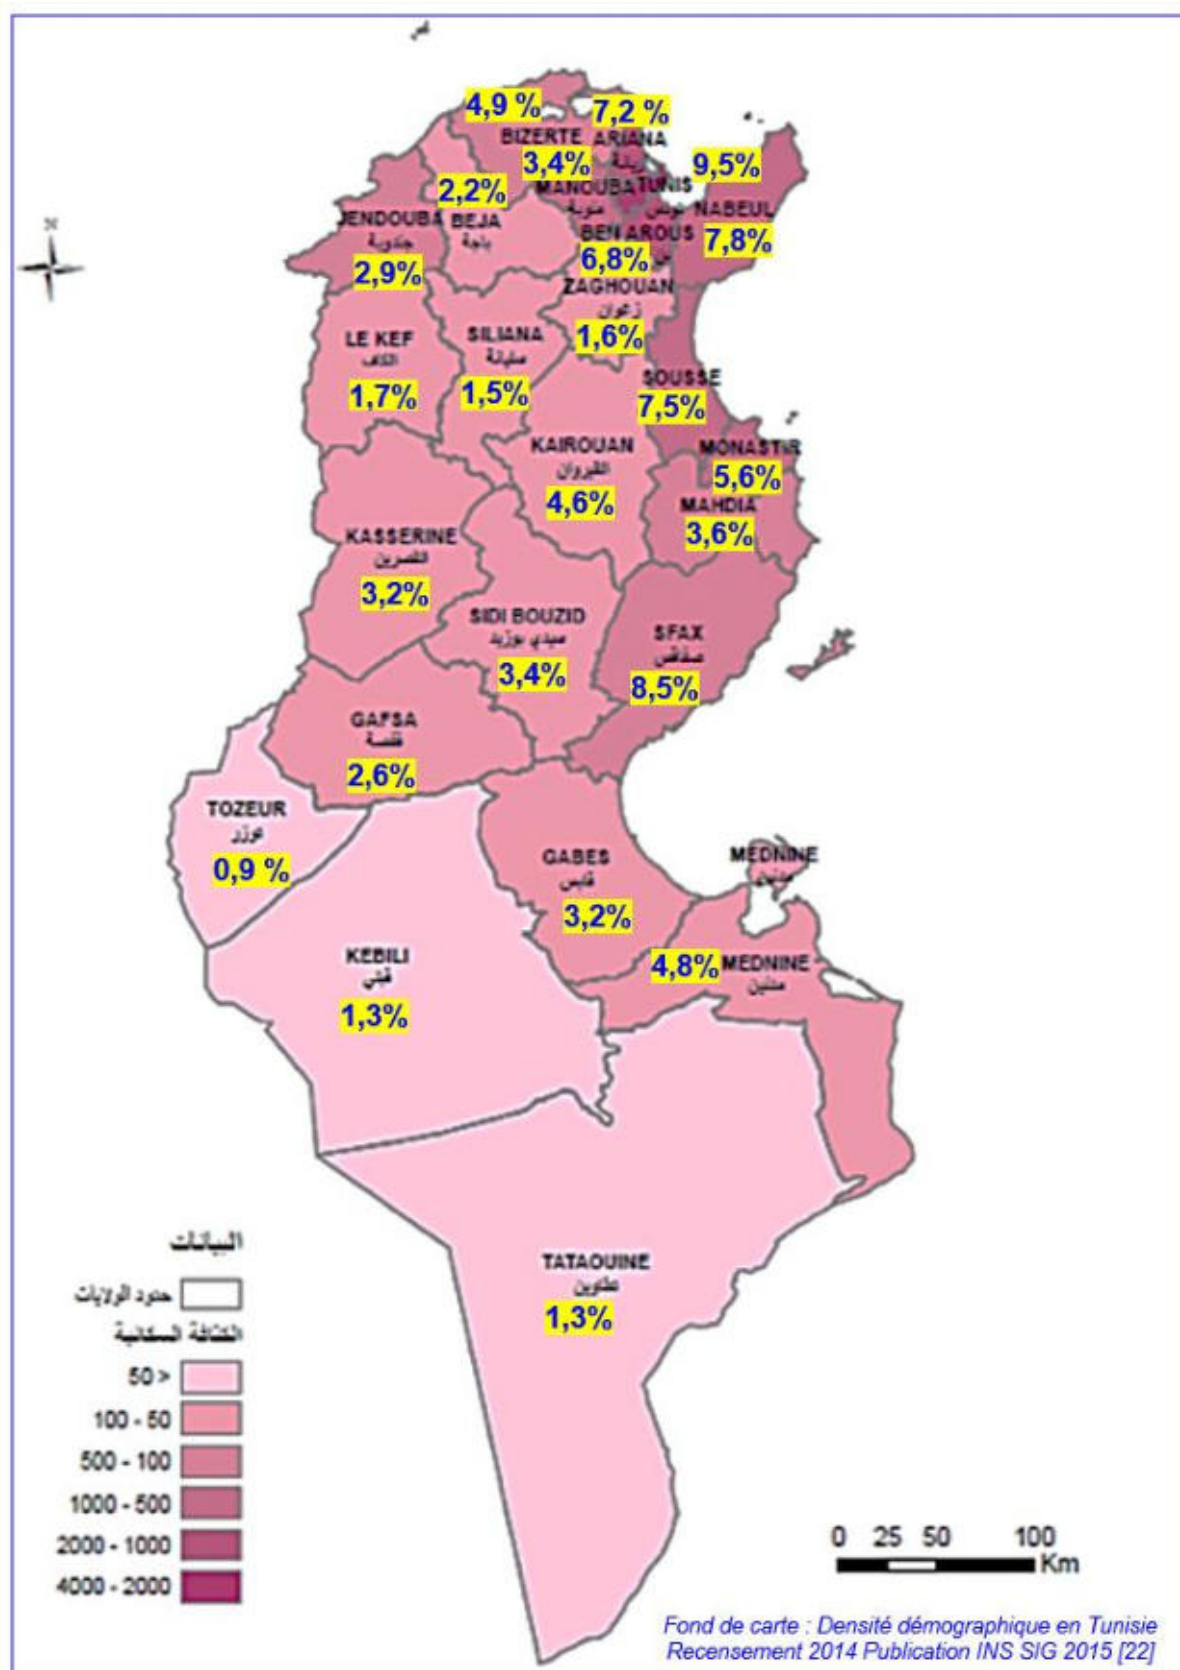 N
4,9 %
7,2 %
BIZERTE
ARIANA
أريانة
3,4%
9,5%
MANOUBA
منوبة
TUNIS
تونس
2,2%
JENDOUBA
جندوبة
BEJA
باجة
NABEUL
7,8%
BEN AROUS
بن
6,8%
2,9%
ZAGHOUAN
زغوان
1,6%
LE KEF
الكاف
1,7%
SILIANA
سليانة
1,5%
SOUSSE
7,5%
KAIROUAN
القيروان
4,6%
MONASTIR
5,6%
MAHDIA
3,6%
KASSERINE
القصرين
3,2%
SIDI BOUZID
سيدي بوزيد
3,4%
SFAX
صفاقس
8,5%
GAFSA
قفصة
2,6%
TOZEUR
توزر
0,9 %
GABES
قابس
3,2%
MEDNINE
مدنين
KEBILI
قبلي
1,3%
4,8%
MEDNINE
مدنين
TATAOUINE
تطاوين
1,3%
البيانات
حدود الولايات
الكثافة السكانية
50 >
100 - 50
500 - 100
1000 - 500
2000 - 1000
4000 - 2000
0 25 50 100
Km
Fond de carte : Densité démographique en Tunisie
Recensement 2014 Publication INS SIG 2015 [22]